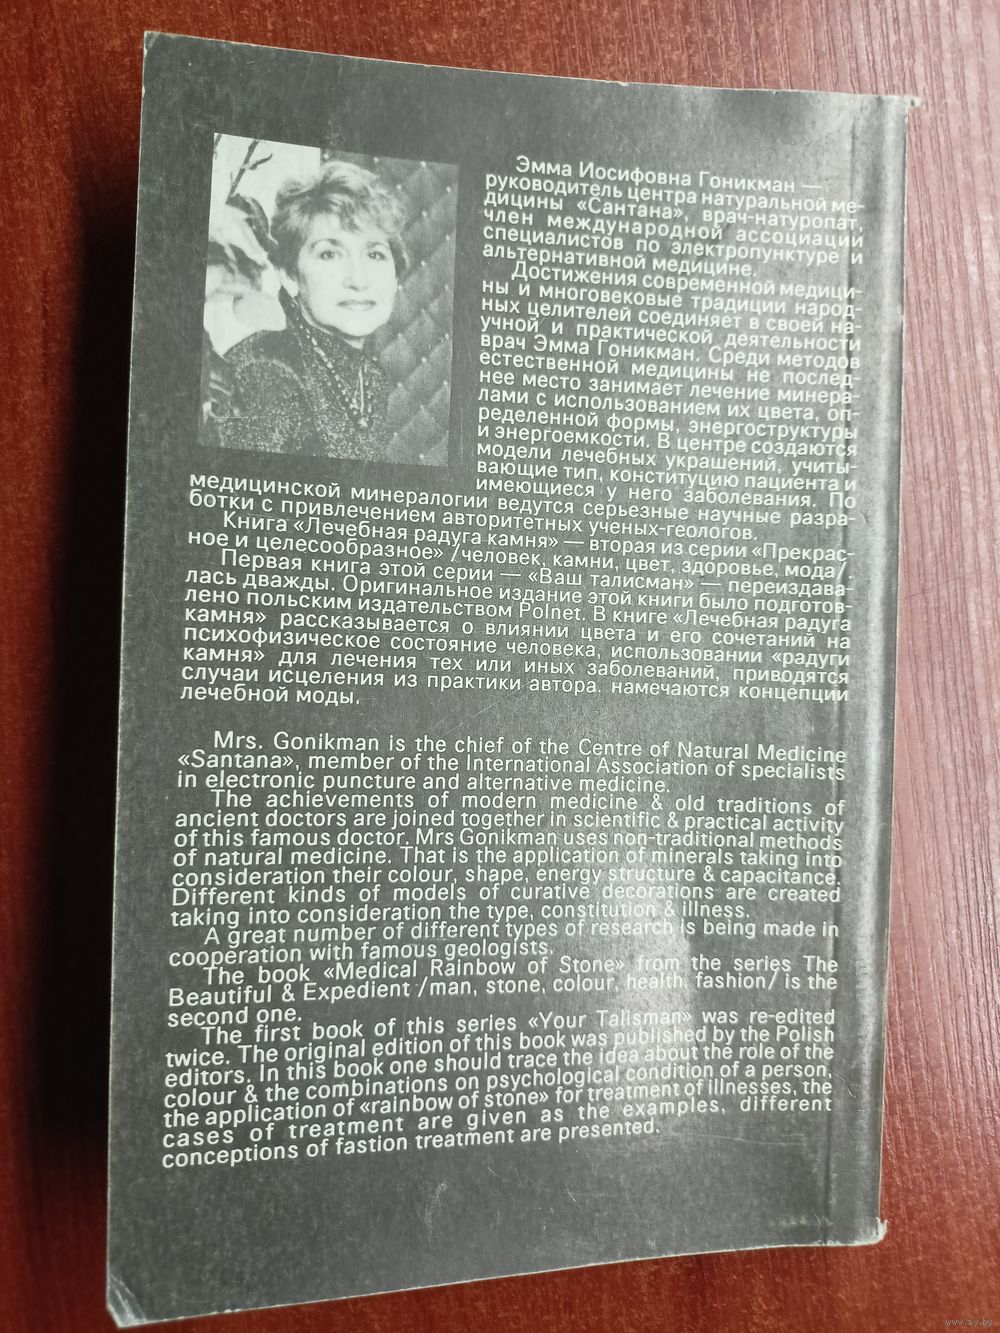 Эмма Иосифовна Гоникман —
руководитель центра натуральной ме-
дицины «Сантана», врач-натуропат,
член международной ассоциации
специалистов по электропунктуре и
альтернативной медицине.
Достижения современной медици-
ны и многовековые традиции народ-
ных целителей соединяет в своей на-
учной и практической деятельности
врач Эмма Гоникман. Среди методов
естественной медицины не послед-
нее место занимает лечение минера-
лами с использованием их цвета, оп-
ределенной формы, энергоструктуры
и энергоемкости. В центре создаются
модели лечебных украшений, учиты-
вающие тип, конституцию пациента и
имеющиеся у него заболевания. По
медицинской минералогии ведутся серьезные научные разра-
ботки с привлечением авторитетных ученых-геологов.
Книга «Лечебная радуга камня» — вторая из серии «Прекрас-
ное и целесообразное» /человек, камни, цвет, здоровье, мода/.
Первая книга этой серии — «Ваш талисман» — переиздава-
лась дважды. Оригинальное издание этой книги было подготов-
лено польским издательством Polnet. В книге «Лечебная радуга
камня» рассказывается о влиянии цвета и его сочетаний на
психофизическое состояние человека, использовании «радуги
камня» для лечения тех или иных заболеваний, приводятся
случаи исцеления из практики автора. намечаются концепции
лечебной моды.
Mrs. Gonikman is the chief of the Centre of Natural Medicine
«Santana», member of the International Association of specialists
in electronic puncture and alternative medicine.
The achievements of modern medicine & old traditions of
ancient doctors are joined together in scientific & practical activity
of this famous doctor. Mrs Gonikman uses non-traditional methods
of natural medicine. That is the application of minerals taking into
consideration their colour, shape, energy structure & capacitance.
Different kinds of models of curative decorations are created
taking into consideration the type, constitution & illness.
A great number of different types of research is being made in
cooperation with famous geologists.
The book «Medical Rainbow of Stone» from the series The
Beautiful & Expedient /man, stone, colour, health, fashion/ is the
second one.
The first book of this series «Your Talisman» was re-edited
twice. The original edition of this book was published by the Polish
editors. In this book one should trace the idea about the role of the
colour & the combinations on psychological condition of a person,
the application of «rainbow of stone» for treatment of illnesses, the
cases of treatment are given as the examples, different
conceptions of fastion treatment are presented.
www.ay.by